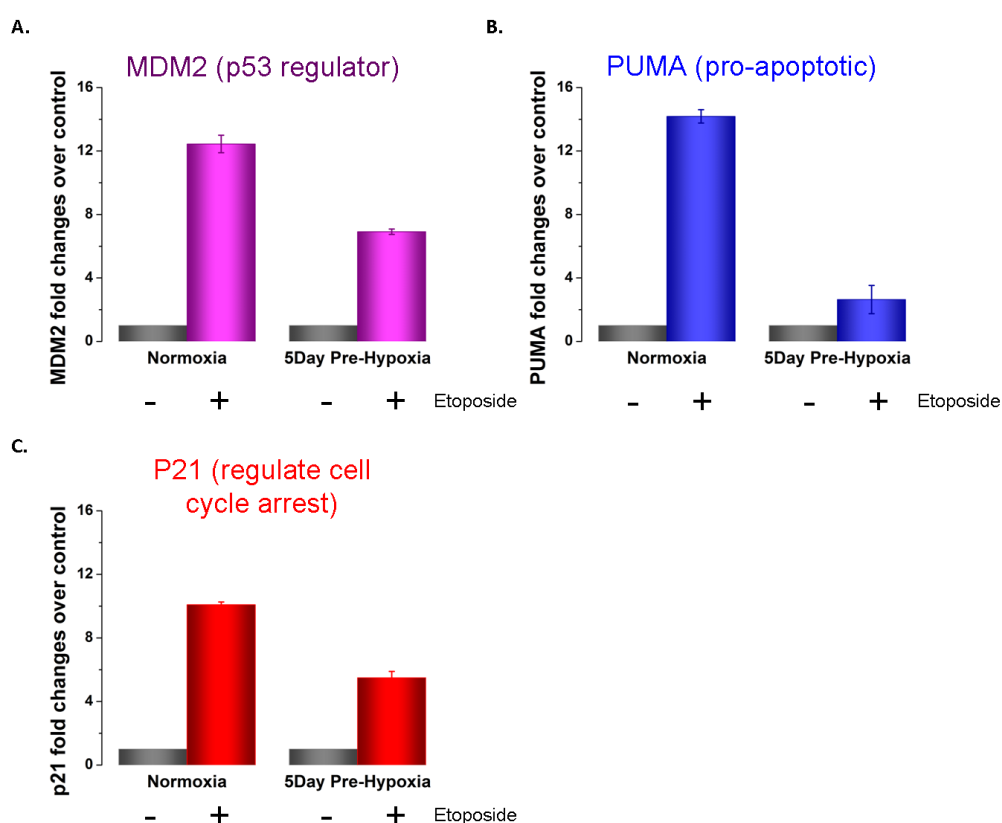 A.
MDM2 (p53 regulator)
MDM2 fold changes over control
16
12
8
4
0
Normoxia 5Day Pre-Hypoxia
- + - + Etoposide
B.
PUMA (pro-apoptotic)
PUMA fold changes over control
16
12
8
4
0
Normoxia 5Day Pre-Hypoxia
- + - + Etoposide
C.
P21 (regulate cell
cycle arrest)
p21 fold changes over control
16
12
8
4
0
Normoxia 5Day Pre-Hypoxia
- + - + Etoposide